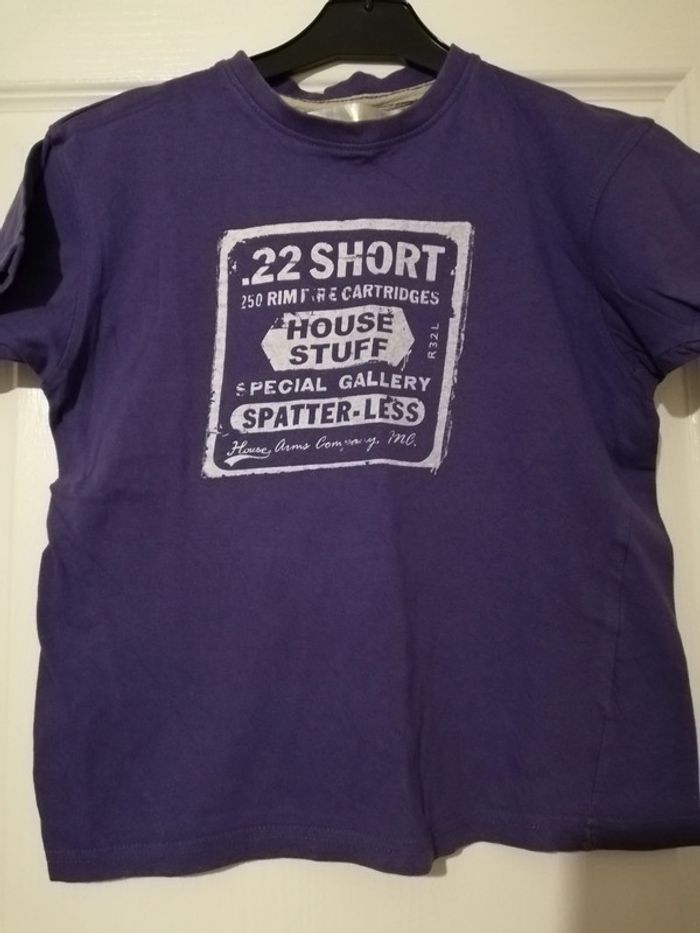 .22 SHORT
250 RIM FIRE CARTRIDGES
HOUSE
STUFF
R32L
SPECIAL GALLERY
SPATTER-LESS
House Arms Company, INC.